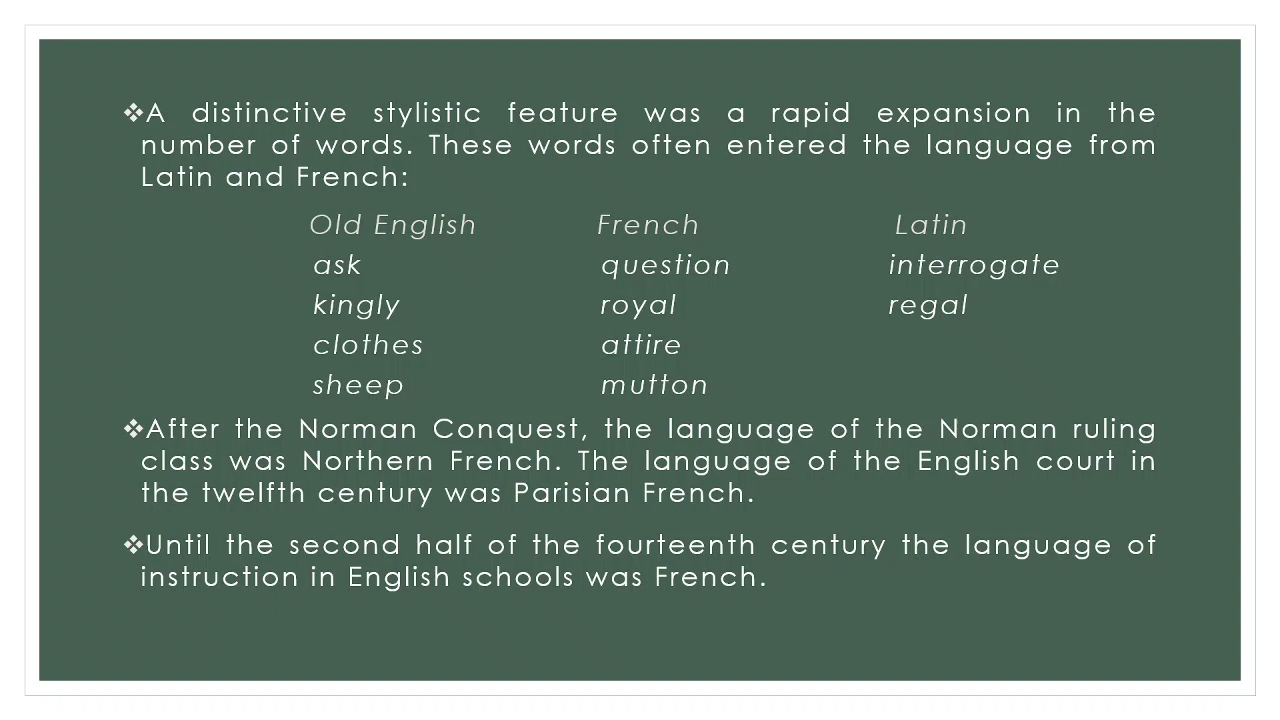 ❖A distinctive stylistic feature was a rapid expansion in the
number of words. These words often entered the language from
Latin and French:
Old English French Latin
ask question interrogate
kingly royal regal
clothes attire
sheep mutton
❖After the Norman Conquest, the language of the Norman ruling
class was Northern French. The language of the English court in
the twelfth century was Parisian French.
❖Until the second half of the fourteenth century the language of
instruction in English schools was French.